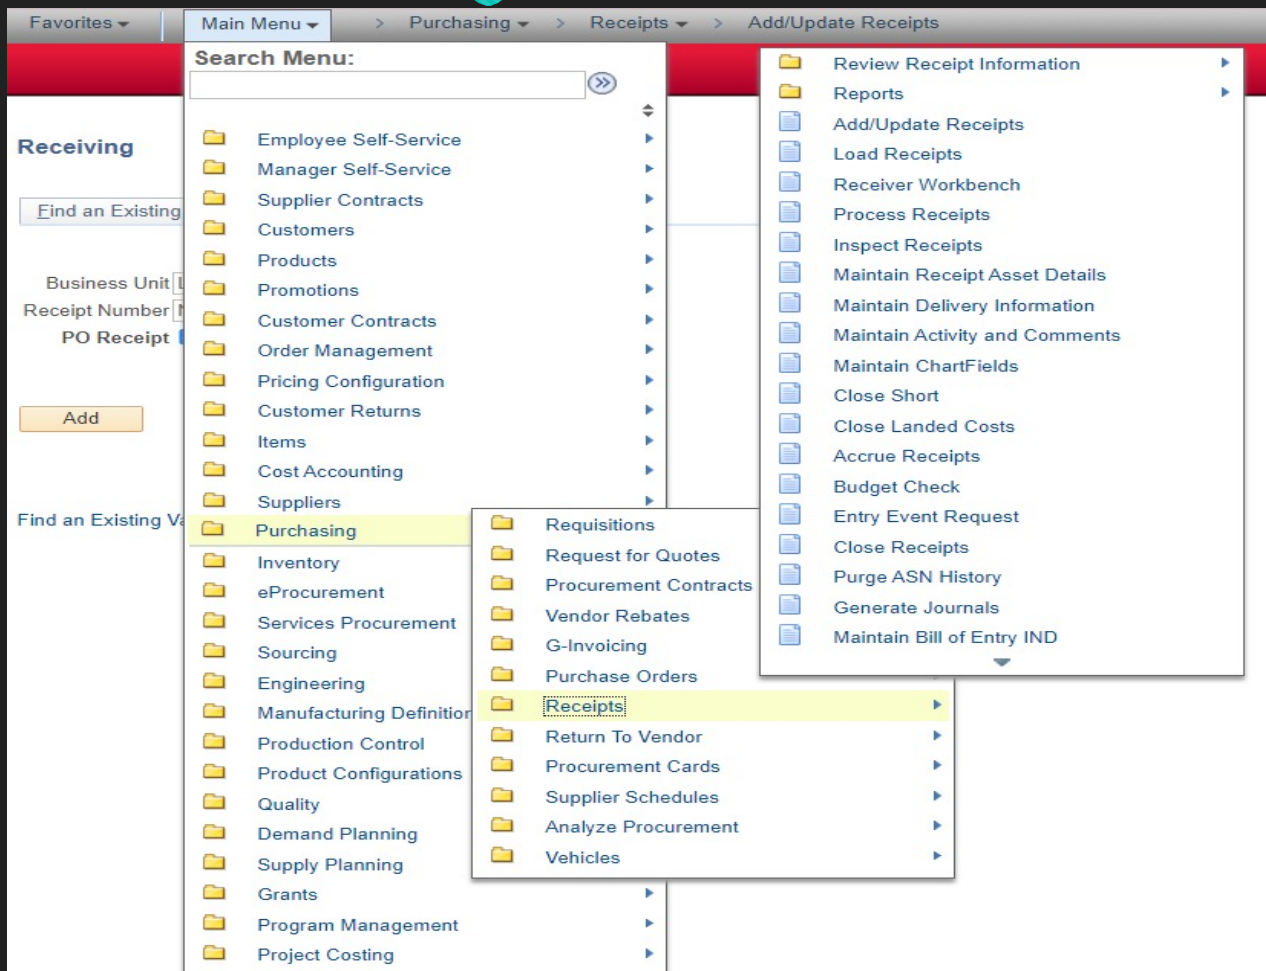 Favorites
Main Menu > Purchasing > Receipts > Add/Update Receipts
Search Menu:
Receiving
Find an Existing
Business Unit
Receipt Number
PO Receipt
Add
Find an Existing
Employee Self-Service
Manager Self-Service
Supplier Contracts
Customers
Products
Promotions
Customer Contracts
Order Management
Pricing Configuration
Customer Returns
Items
Cost Accounting
Suppliers
Purchasing
Inventory
eProcurement
Services Procurement
Sourcing
Engineering
Manufacturing Definition
Production Control
Product Configurations
Quality
Demand Planning
Supply Planning
Grants
Program Management
Project Costing
Requisitions
Request for Quotes
Procurement Contracts
Vendor Rebates
G-Invoicing
Purchase Orders
Receipts
Return To Vendor
Procurement Cards
Supplier Schedules
Analyze Procurement
Vehicles
Review Receipt Information
Reports
Add/Update Receipts
Load Receipts
Receiver Workbench
Process Receipts
Inspect Receipts
Maintain Receipt Asset Details
Maintain Delivery Information
Maintain Activity and Comments
Maintain ChartFields
Close Short
Close Landed Costs
Accrue Receipts
Budget Check
Entry Event Request
Close Receipts
Purge ASN History
Generate Journals
Maintain Bill of Entry IND